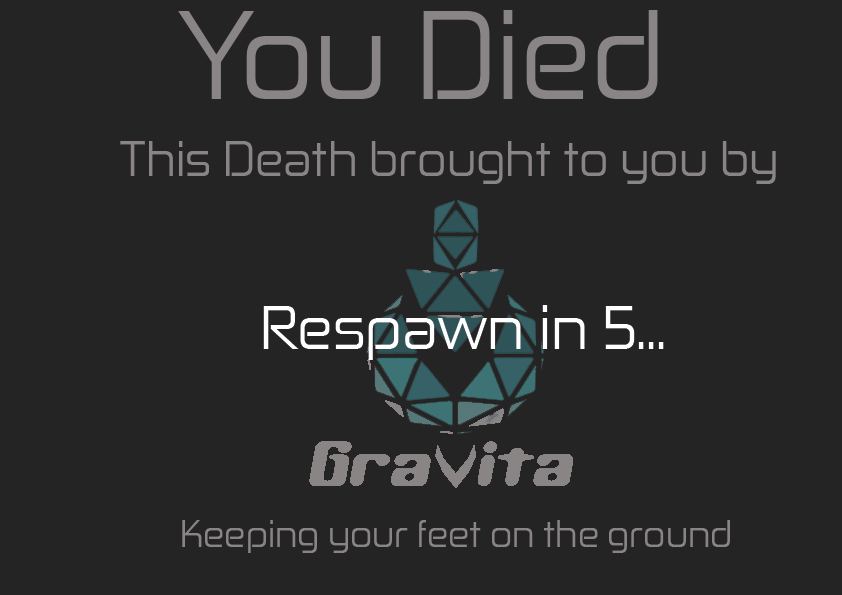 You Died
This Death brought to you by
Respawn in 5...
GraVita
Keeping your feet on the ground